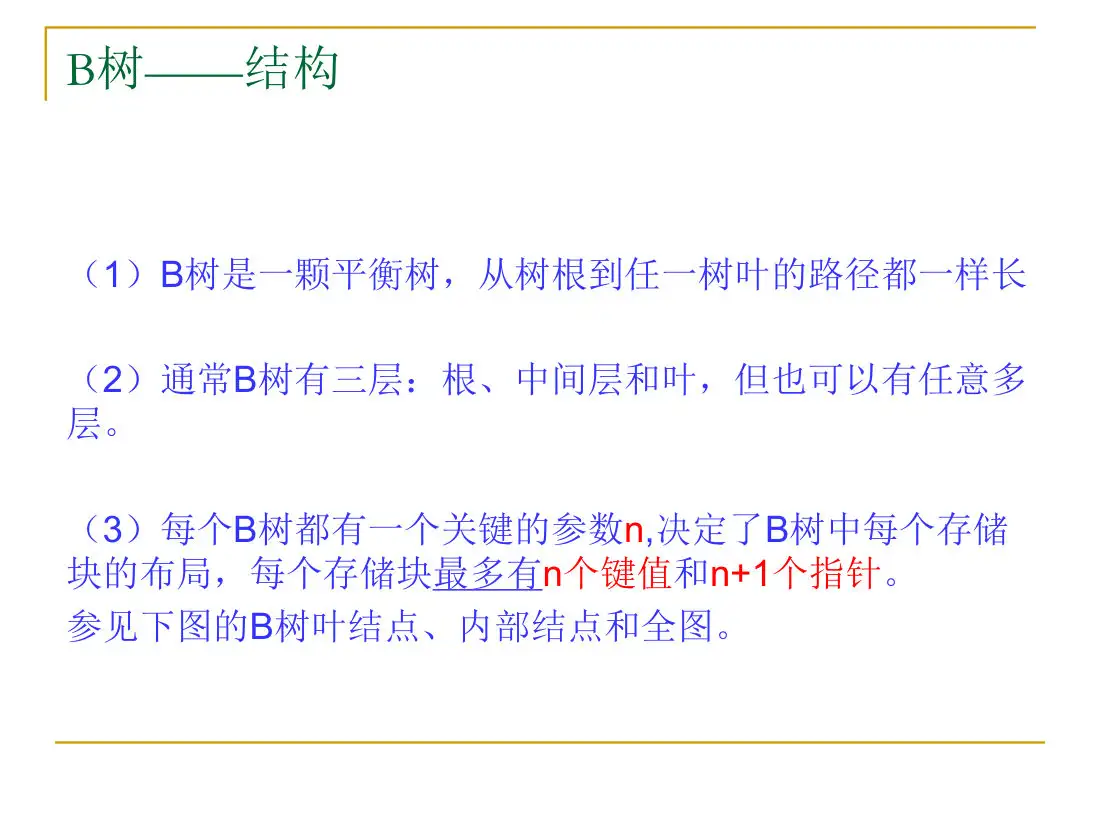 B树——结构
（1）B树是一颗平衡树，从树根到任一树叶的路径都一样长
（2）通常B树有三层：根、中间层和叶，但也可以有任意多
层。
（3）每个B树都有一个关键的参数n,决定了B树中每个存储
块的布局，每个存储块最多有n个键值和n+1个指针。
参见下图的B树叶结点、内部结点和全图。